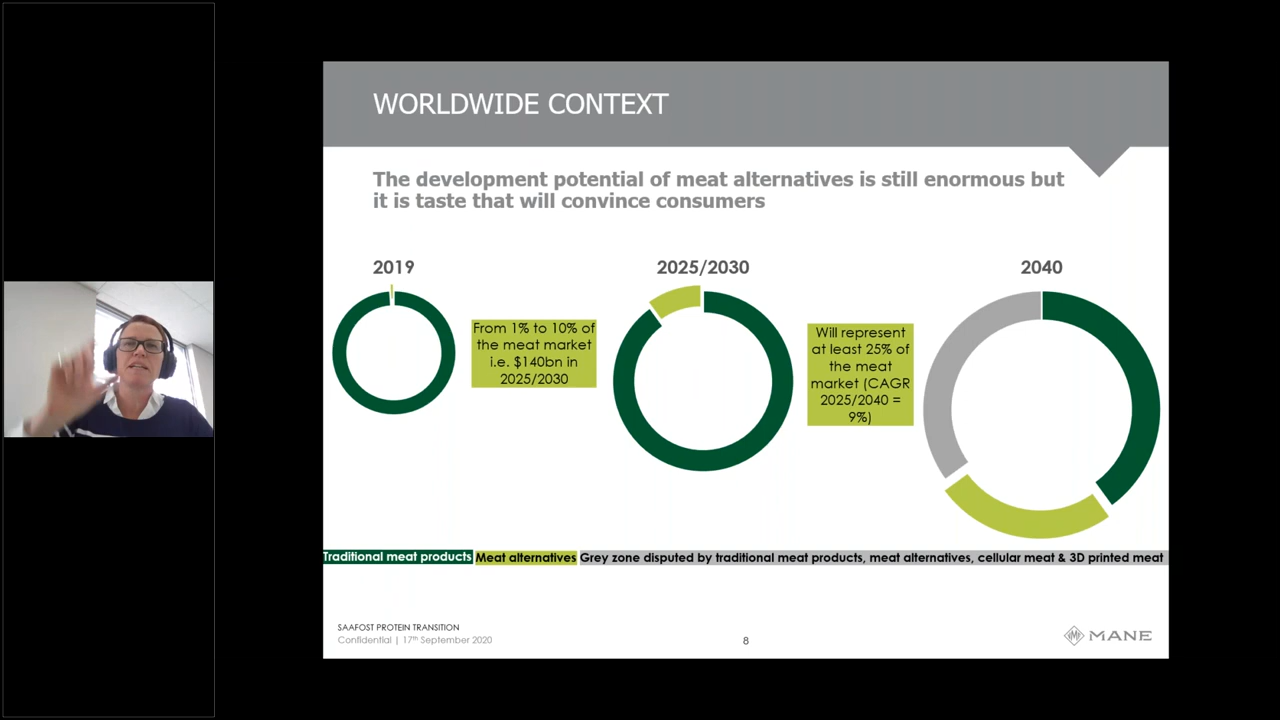 WORLDWIDE CONTEXT
The development potential of meat alternatives is still enormous but
it is taste that will convince consumers
2019
From 1% to 10% of
the meat market
i.e. $140bn in
2025/2030
2025/2030
Will represent
at least 25% of
the meat
market (CAGR
2025/2040 =
9%)
2040
Traditional meat products
Meat alternatives
Grey zone disputed by traditional meat products, meat alternatives, cellular meat & 3D printed meat
SAAFOST PROTEIN TRANSITION
Confidential | 17th September 2020
8
MANE